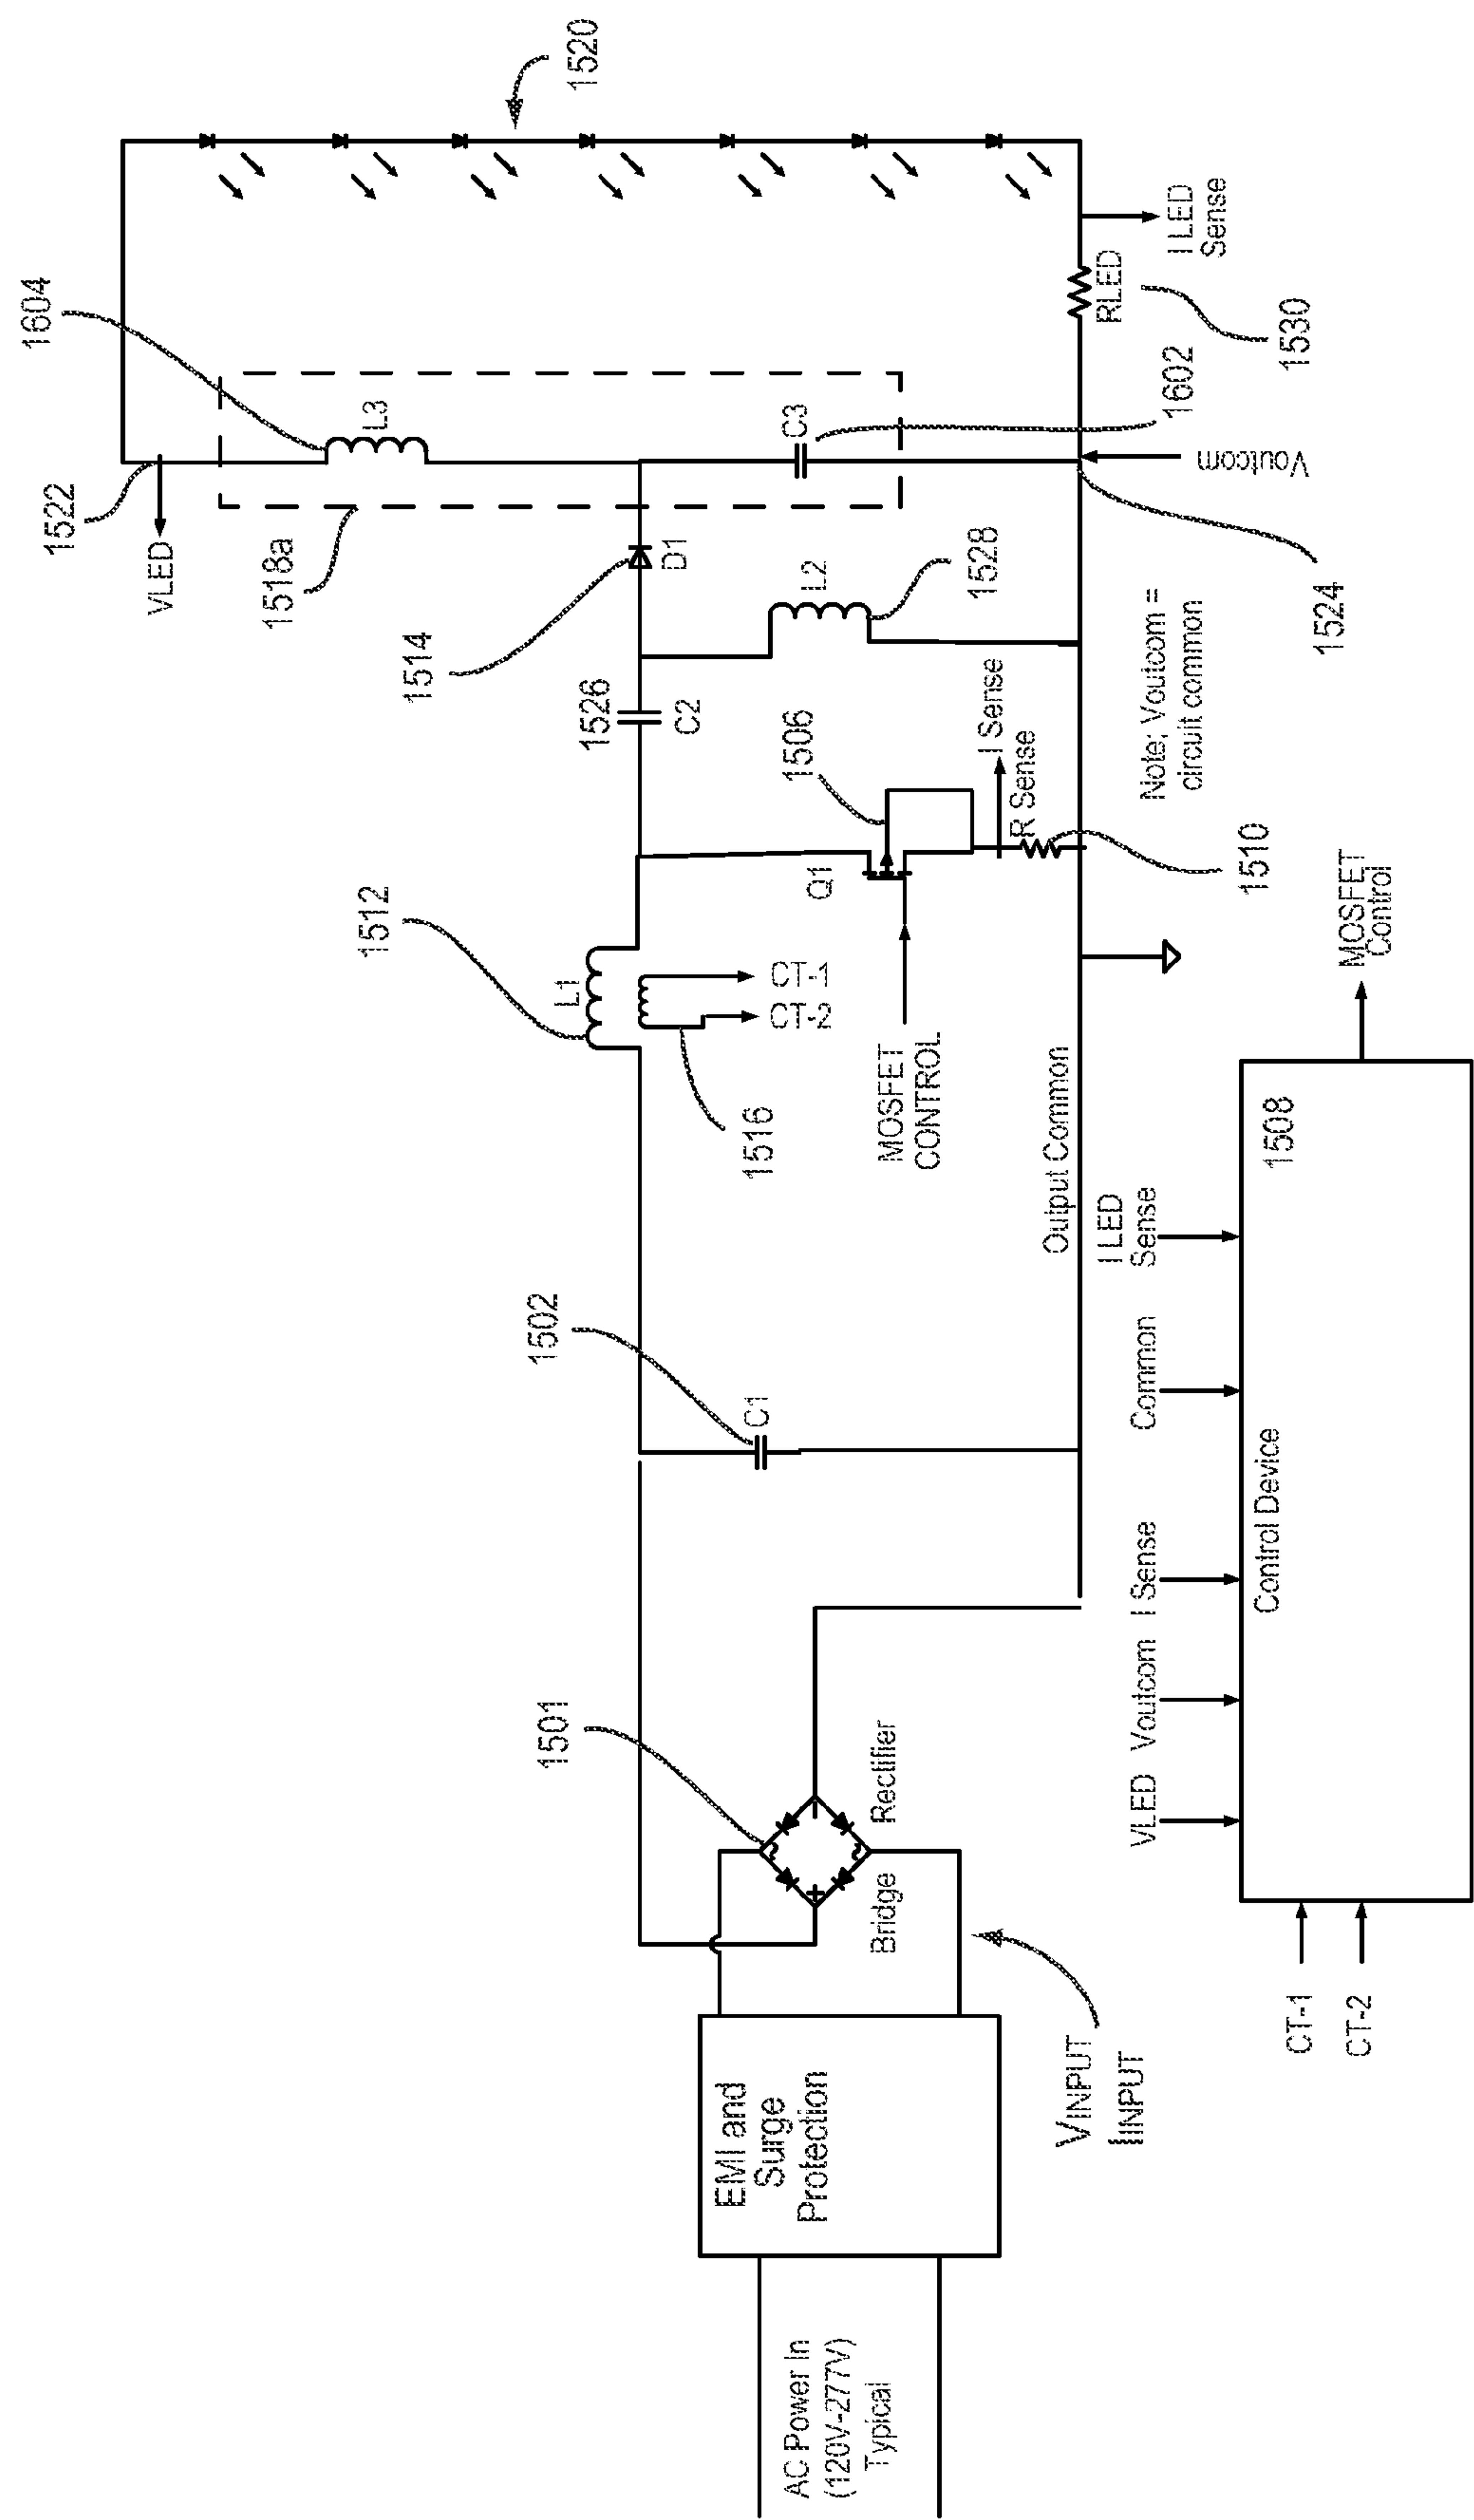 AC Power In
(120V-277V)
Typical
EMI and
Surge
Protection
VINPUT
IINPUT
1501
Bridge Rectifier
+
1502
C1
1512
L1
CT-1
CT-2
1516
MOSFET
CONTROL
Q1
1506
I Sense
R Sense
1510
Output Common
1526
C2
1514
D1
L2
1528
1518a
1522
VLED
1604
L3
C3
1602
Voutcom
1524
Note: Voutcom =
circuit common
1520
RLED
1530
I LED
Sense
CT-1
CT-2
VLED
Voutcom
I Sense
Common
I LED
Sense
Control Device
1508
MOSFET
Control